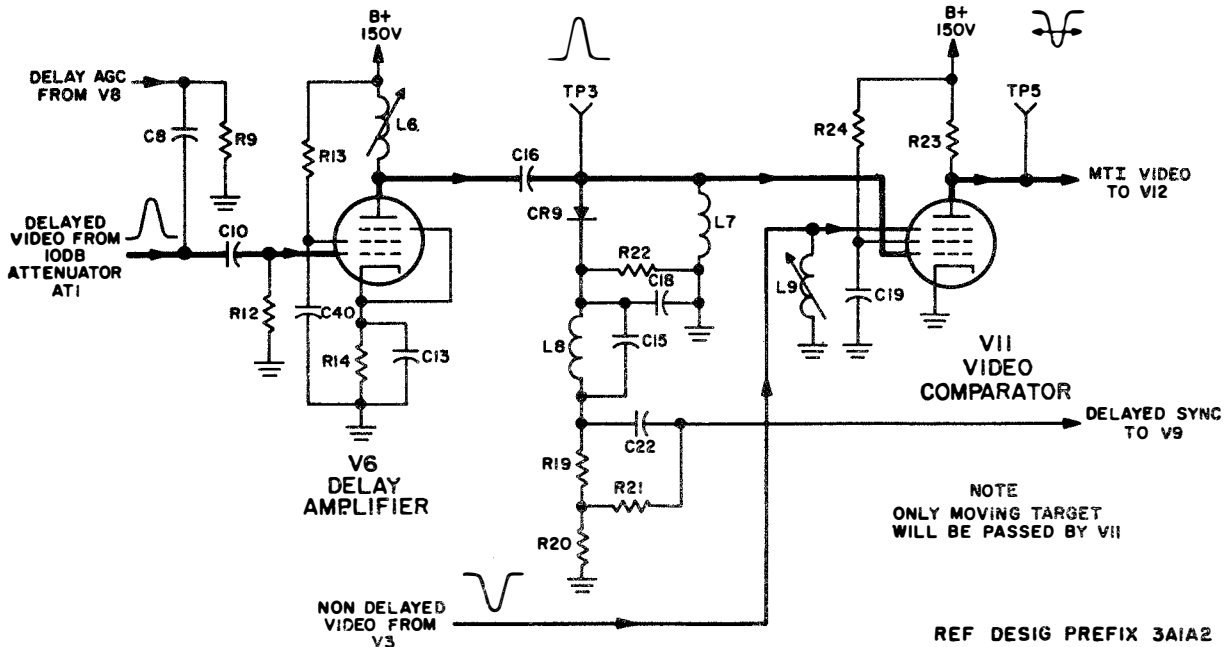 B+
150V
B+
150V
DELAY AGC
FROM V8
C8
R9
R13
L6
TP3
TP5
R24
R23
C16
MTI VIDEO
TO V12
DELAYED
VIDEO FROM
10DB
ATTENUATOR
AT1
C10
CR9
L7
R22
C18
L9
C19
R12
C40
R14
C13
L8
C15
V11
VIDEO
COMPARATOR
V6
DELAY
AMPLIFIER
C22
DELAYED SYNC
TO V9
R19
R21
R20
NOTE
ONLY MOVING TARGET
WILL BE PASSED BY V11
NON DELAYED
VIDEO FROM
V3
REF DESIG PREFIX 3A1A2